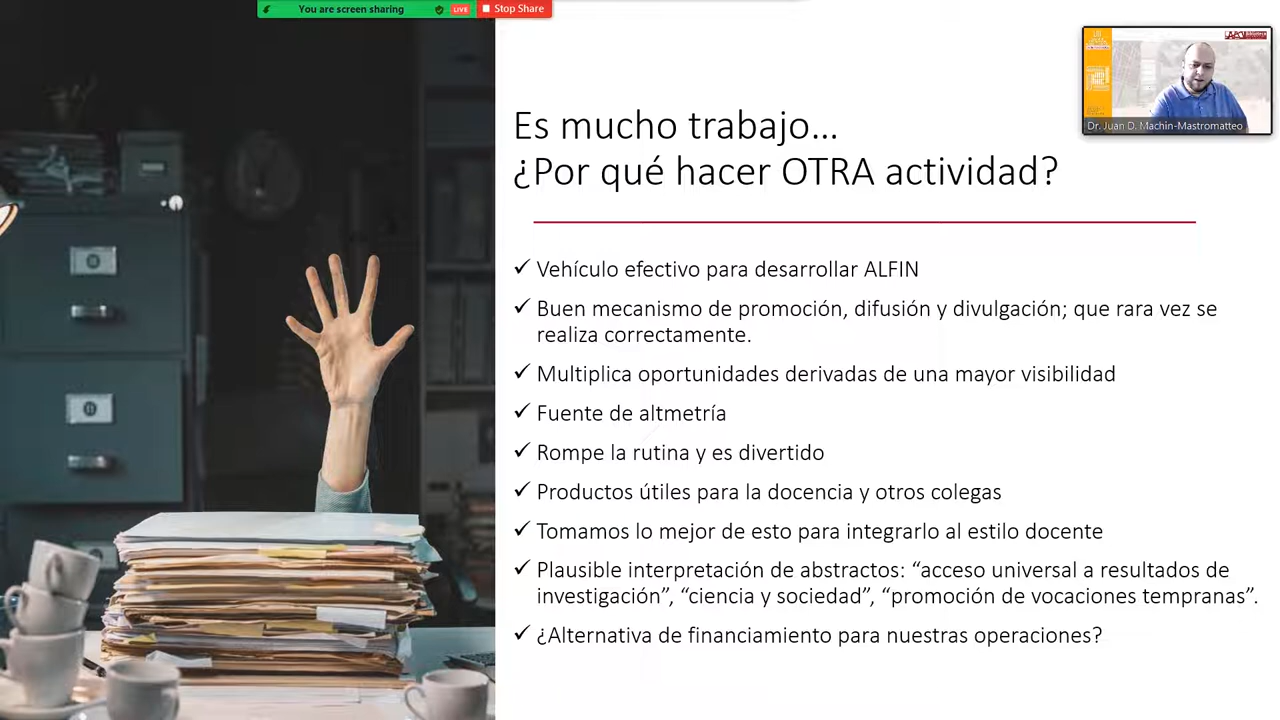 You are screen sharing
LIVE
Stop Share
Dr. Juan D. Machin-Mastromatteo
Es mucho trabajo...
¿Por qué hacer OTRA actividad?
✓ Vehículo efectivo para desarrollar ALFIN
✓ Buen mecanismo de promoción, difusión y divulgación; que rara vez se
realiza correctamente.
✓ Multiplica oportunidades derivadas de una mayor visibilidad
✓ Fuente de altmetría
✓ Rompe la rutina y es divertido
✓ Productos útiles para la docencia y otros colegas
✓ Tomamos lo mejor de esto para integrarlo al estilo docente
✓ Plausible interpretación de abstractos: “acceso universal a resultados de
investigación”, “ciencia y sociedad”, “promoción de vocaciones tempranas”.
✓ ¿Alternativa de financiamiento para nuestras operaciones?